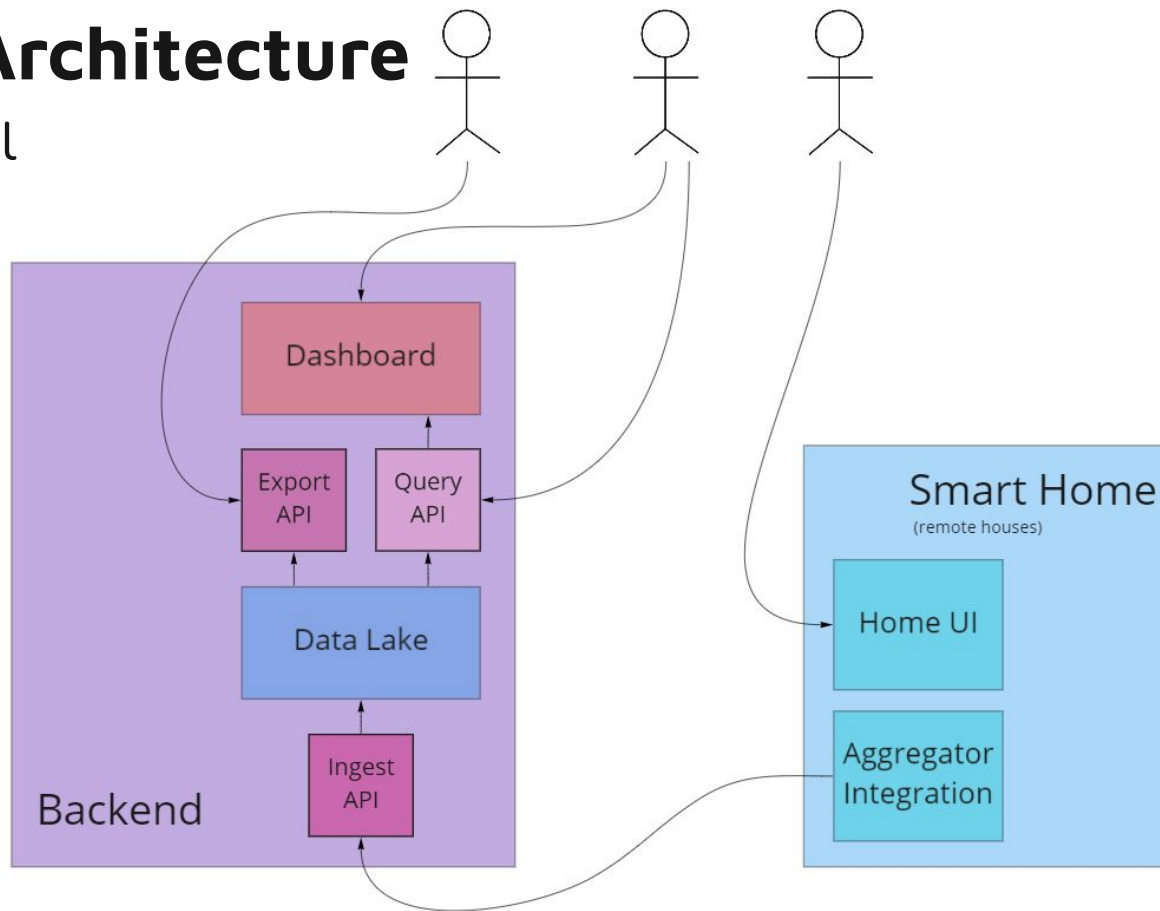 Architecture
Dashboard
Export
API
Query
API
Smart Home
(remote houses)
Home UI
Data Lake
Aggregator
Integration
Ingest
API
Backend